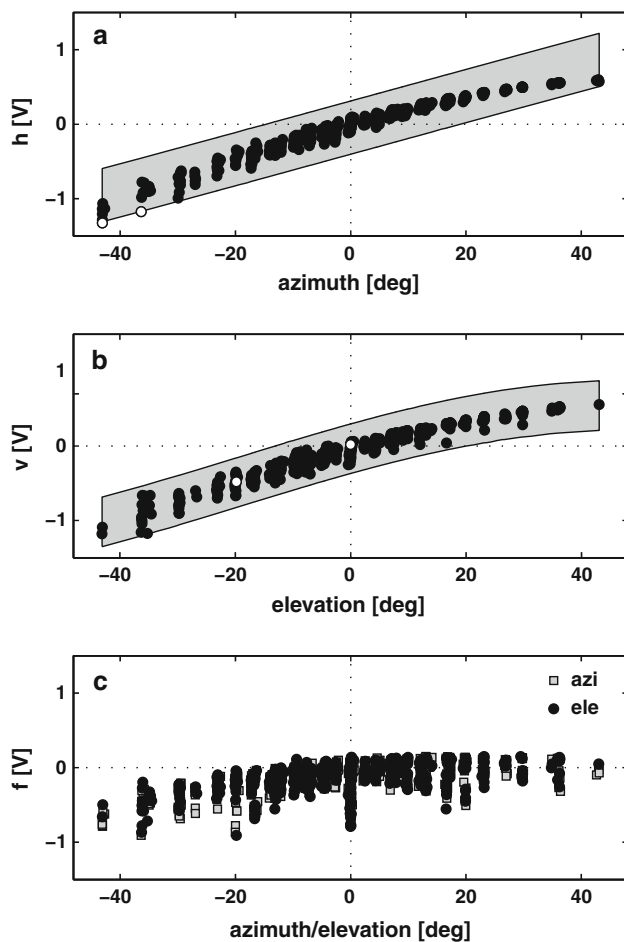 a
1
0
−1
h [V]
−40 −20 0 20 40
azimuth [deg]
b
1
0
−1
v [V]
−40 −20 0 20 40
elevation [deg]
c
azi
ele
1
0
−1
f [V]
−40 −20 0 20 40
azimuth/elevation [deg]